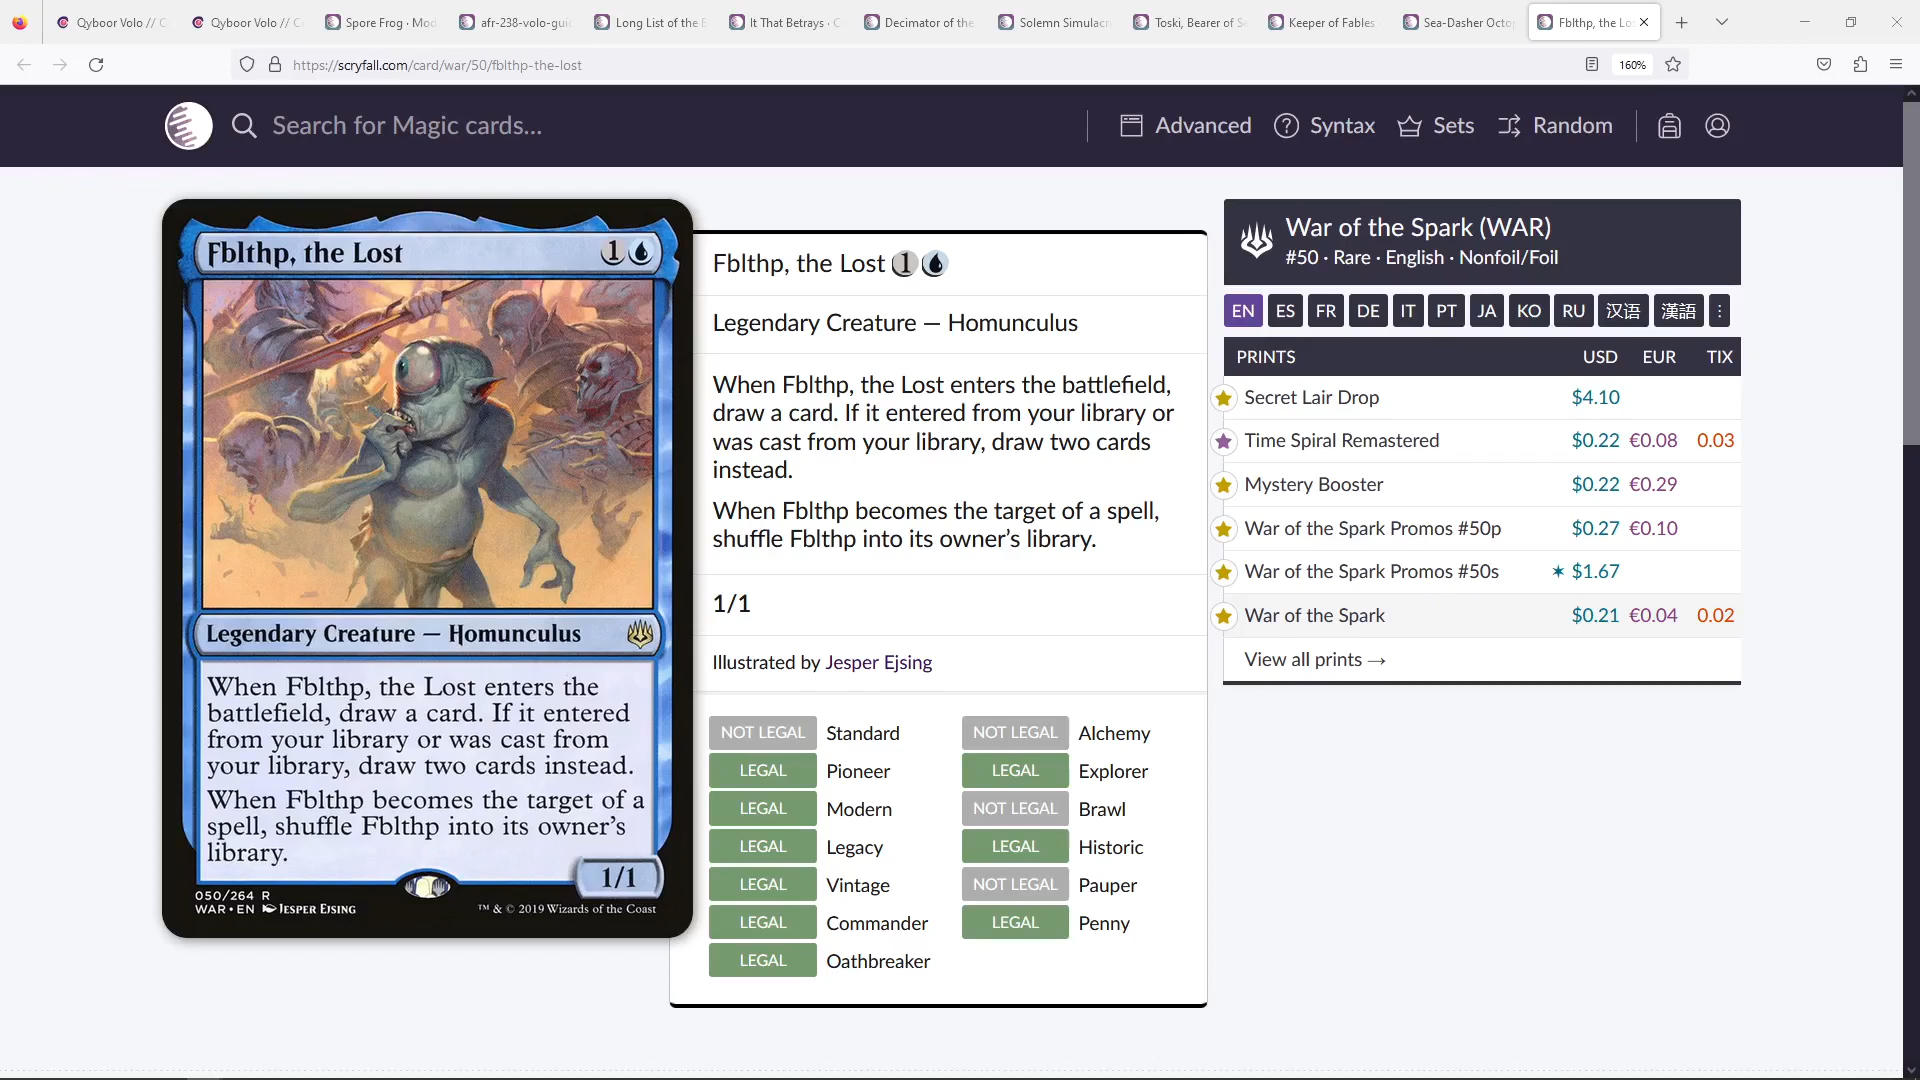 Qyboor Volo // C
Qyboor Volo // C
Spore Frog · Mod
afr-238-volo-gui
Long List of the E
It That Betrays · C
Decimator of the
Solemn Simulacr
Toski, Bearer of S
Keeper of Fables
Sea-Dasher Octop
Fblthp, the Los
https://scryfall.com/card/war/50/fblthp-the-lost
160%
Search for Magic cards...
Advanced
Syntax
Sets
Random
Fblthp, the Lost 1
Legendary Creature — Homunculus
When Fblthp, the Lost enters the
battlefield, draw a card. If it entered
from your library or was cast from
your library, draw two cards instead.
When Fblthp becomes the target of a
spell, shuffle Fblthp into its owner's
library.
1/1
050/264 R
WAR • EN Jesper Ejsing
™ & © 2019 Wizards of the Coast
Fblthp, the Lost 1
Legendary Creature — Homunculus
When Fblthp, the Lost enters the battlefield,
draw a card. If it entered from your library or
was cast from your library, draw two cards
instead.
When Fblthp becomes the target of a spell,
shuffle Fblthp into its owner's library.
1/1
Illustrated by Jesper Ejsing
NOT LEGAL Standard NOT LEGAL Alchemy
LEGAL Pioneer LEGAL Explorer
LEGAL Modern NOT LEGAL Brawl
LEGAL Legacy LEGAL Historic
LEGAL Vintage NOT LEGAL Pauper
LEGAL Commander LEGAL Penny
LEGAL Oathbreaker
War of the Spark (WAR)
#50 · Rare · English · Nonfoil/Foil
EN ES FR DE IT PT JA KO RU 汉语 漢語
PRINTS USD EUR TIX
Secret Lair Drop $4.10
Time Spiral Remastered $0.22 €0.08 0.03
Mystery Booster $0.22 €0.29
War of the Spark Promos #50p $0.27 €0.10
War of the Spark Promos #50s ✶ $1.67
War of the Spark $0.21 €0.04 0.02
View all prints →